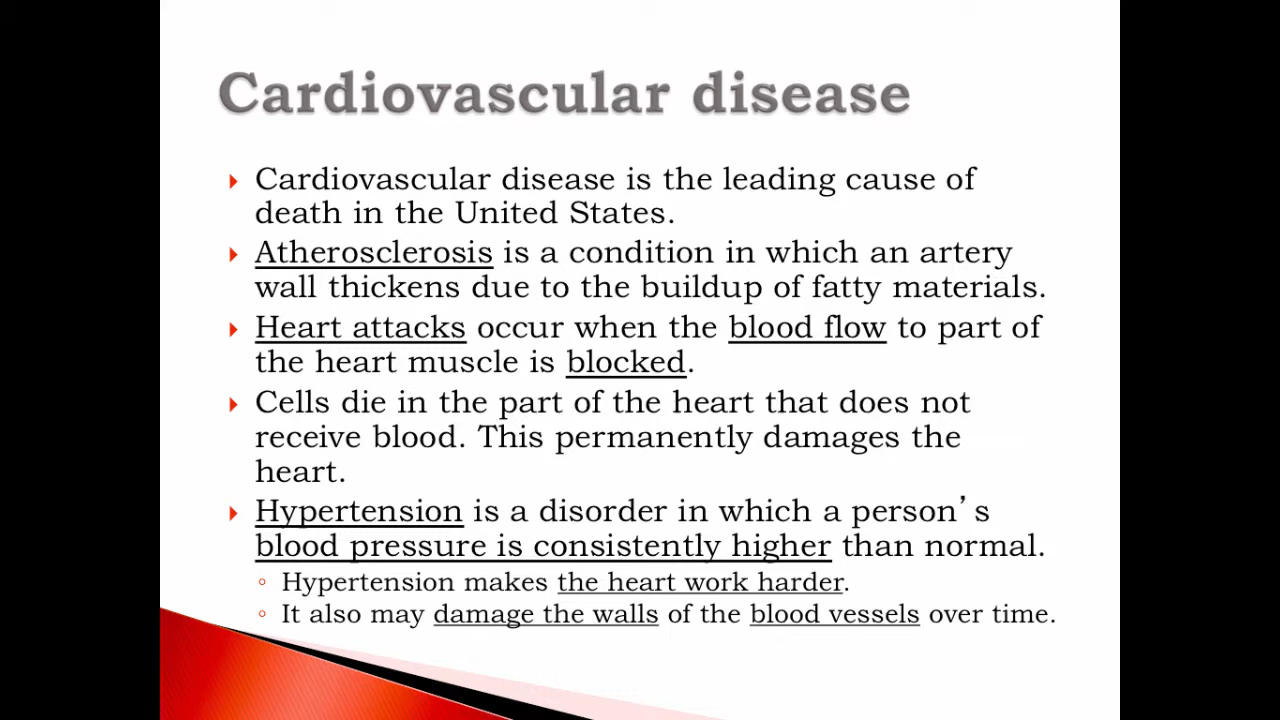 Cardiovascular disease
Cardiovascular disease is the leading cause of
death in the United States.
Atherosclerosis is a condition in which an artery
wall thickens due to the buildup of fatty materials.
Heart attacks occur when the blood flow to part of
the heart muscle is blocked.
Cells die in the part of the heart that does not
receive blood. This permanently damages the
heart.
Hypertension is a disorder in which a person’s
blood pressure is consistently higher than normal.
Hypertension makes the heart work harder.
It also may damage the walls of the blood vessels over time.